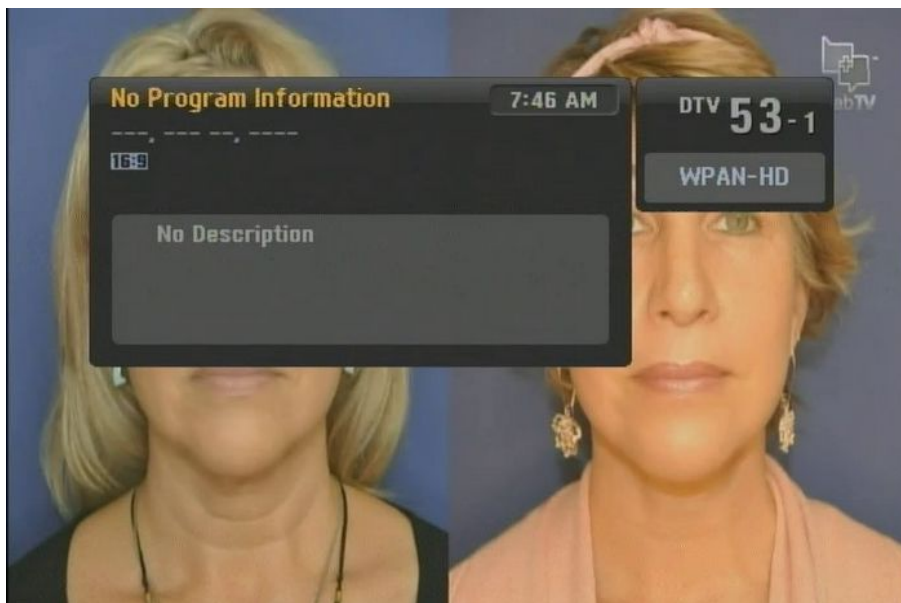 No Program Information
7:46 AM
DTV 53-1
---, --- --, ----
16:9
WPAN-HD
No Description